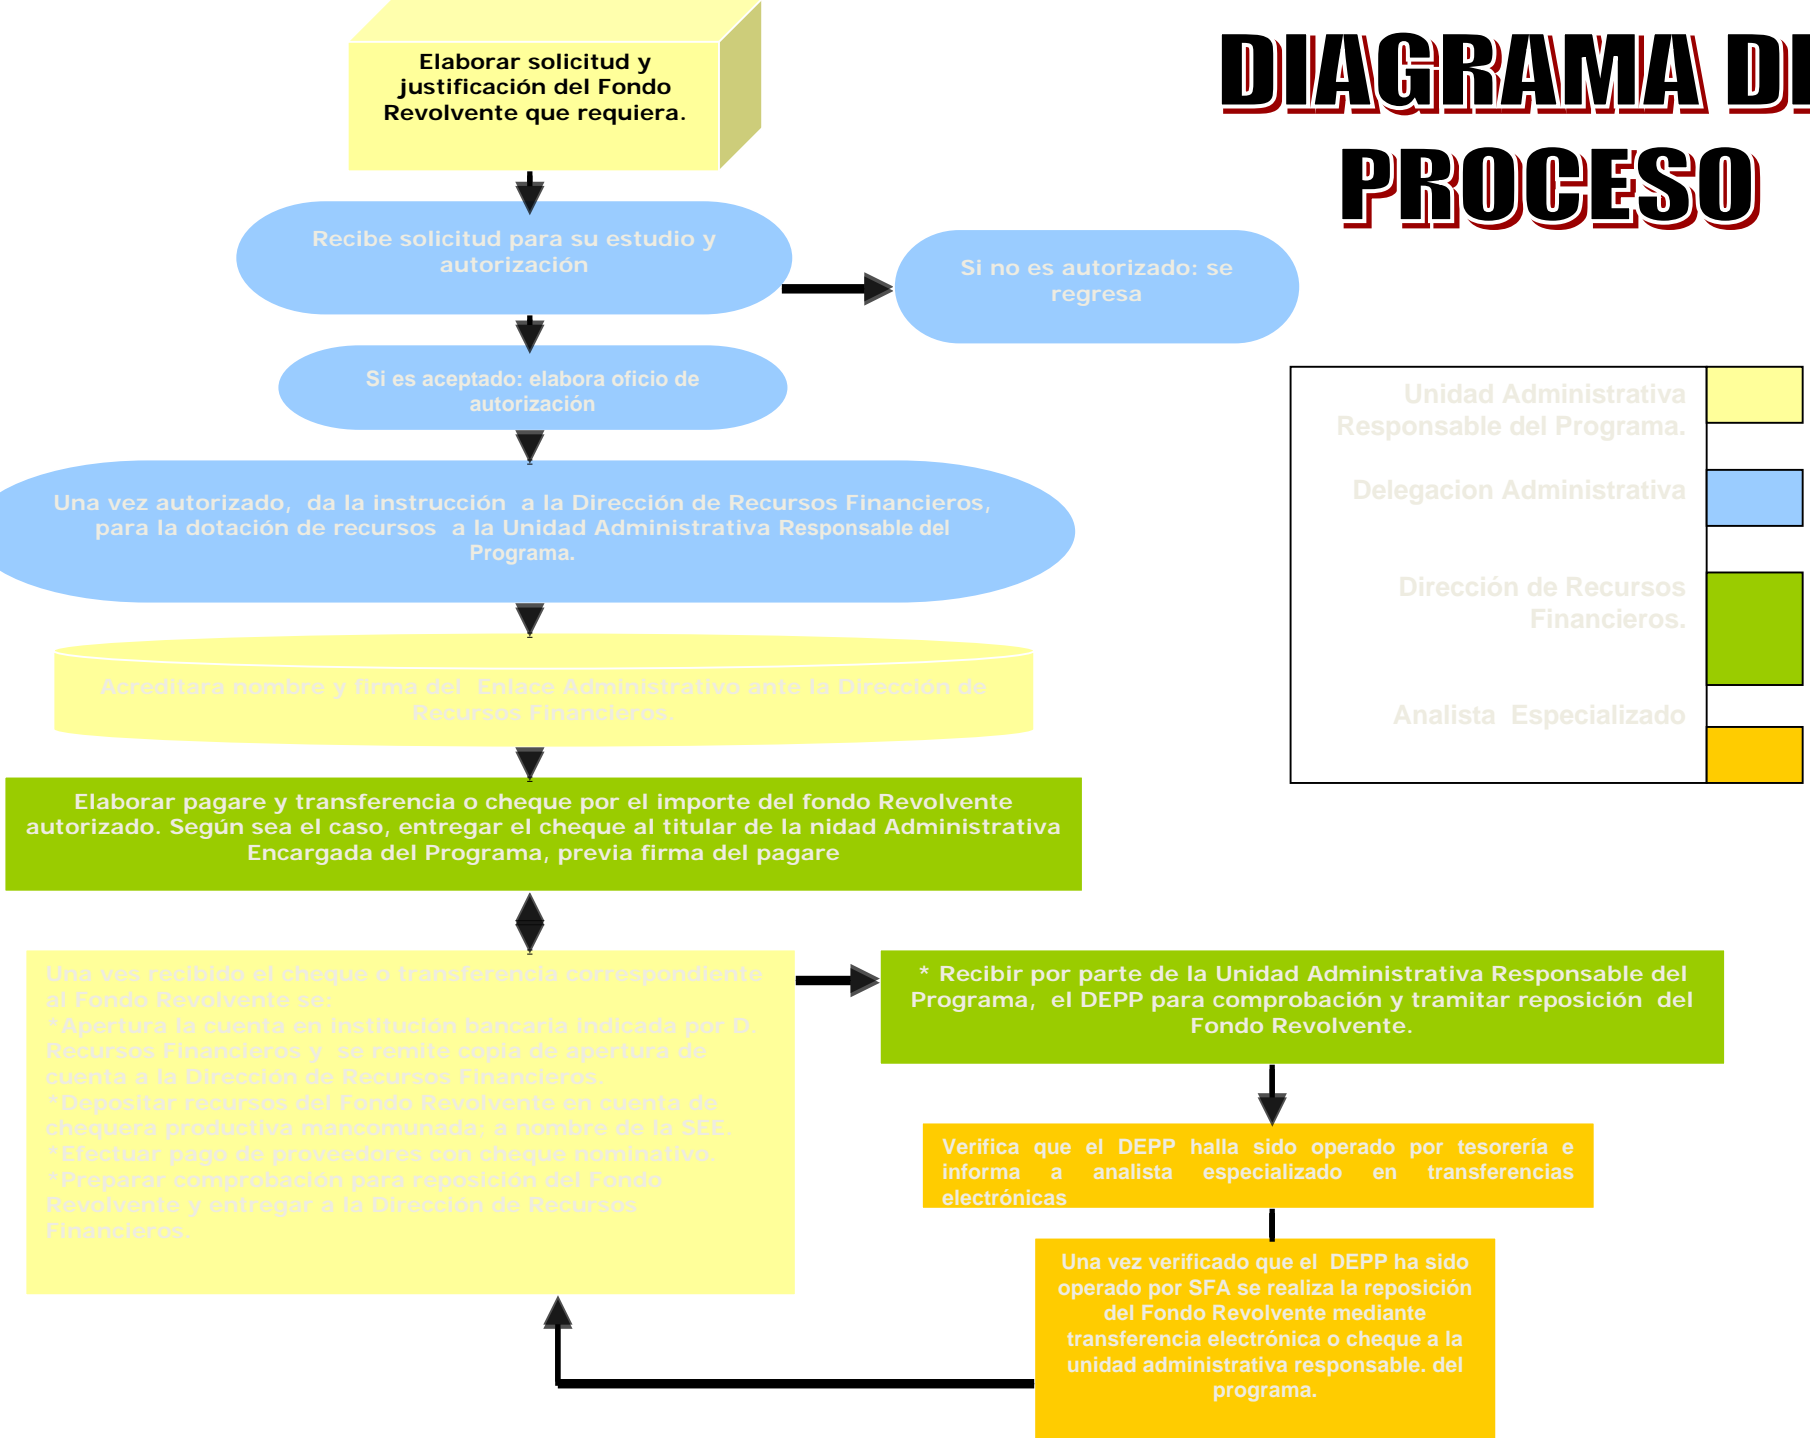 DIAGRAMA DE
PROCESO
Elaborar solicitud y
justificación del Fondo
Revolvente que requiera.
Recibe solicitud para su estudio y
autorización
Si no es autorizado: se
regresa
Si es aceptado: elabora oficio de
autorización
Una vez autorizado,  da la instrucción  a la Dirección de Recursos Financieros,
para la dotación de recursos  a la Unidad Administrativa Responsable del
Programa.
Acreditara nombre y firma del  Enlace Administrativo ante la Dirección de
Recursos Financieros.
Elaborar pagare y transferencia o cheque por el importe del fondo Revolvente
autorizado. Según sea el caso, entregar el cheque al titular de la nidad Administrativa
Encargada del Programa, previa firma del pagare
Una ves recibido el cheque o transferencia correspondiente
al Fondo Revolvente se:
*Apertura la cuenta en institución bancaria indicada por D.
Recursos Financieros y  se remite copia de apertura de
cuenta a la Dirección de Recursos Financieros.
*Depositar recursos del Fondo Revolvente en cuenta de
chequera productiva mancomunada; a nombre de la SEE.
*Efectuar pago de proveedores con cheque nominativo.
*Preparar comprobación para reposición del Fondo
Revolvente y entregar a la Dirección de Recursos
Financieros.
* Recibir por parte de la Unidad Administrativa Responsable del
Programa,  el DEPP para comprobación y tramitar reposición  del
Fondo Revolvente.
Verifica que el DEPP halla sido operado por tesorería e
informa a analista especializado en transferencias
electrónicas
Una vez verificado que el  DEPP ha sido
operado por SFA se realiza la reposición
del Fondo Revolvente mediante
transferencia electrónica o cheque a la
unidad administrativa responsable. del
programa.
Unidad Administrativa
Responsable del Programa.
Delegacion Administrativa
Dirección de Recursos
Financieros.
Analista  Especializado